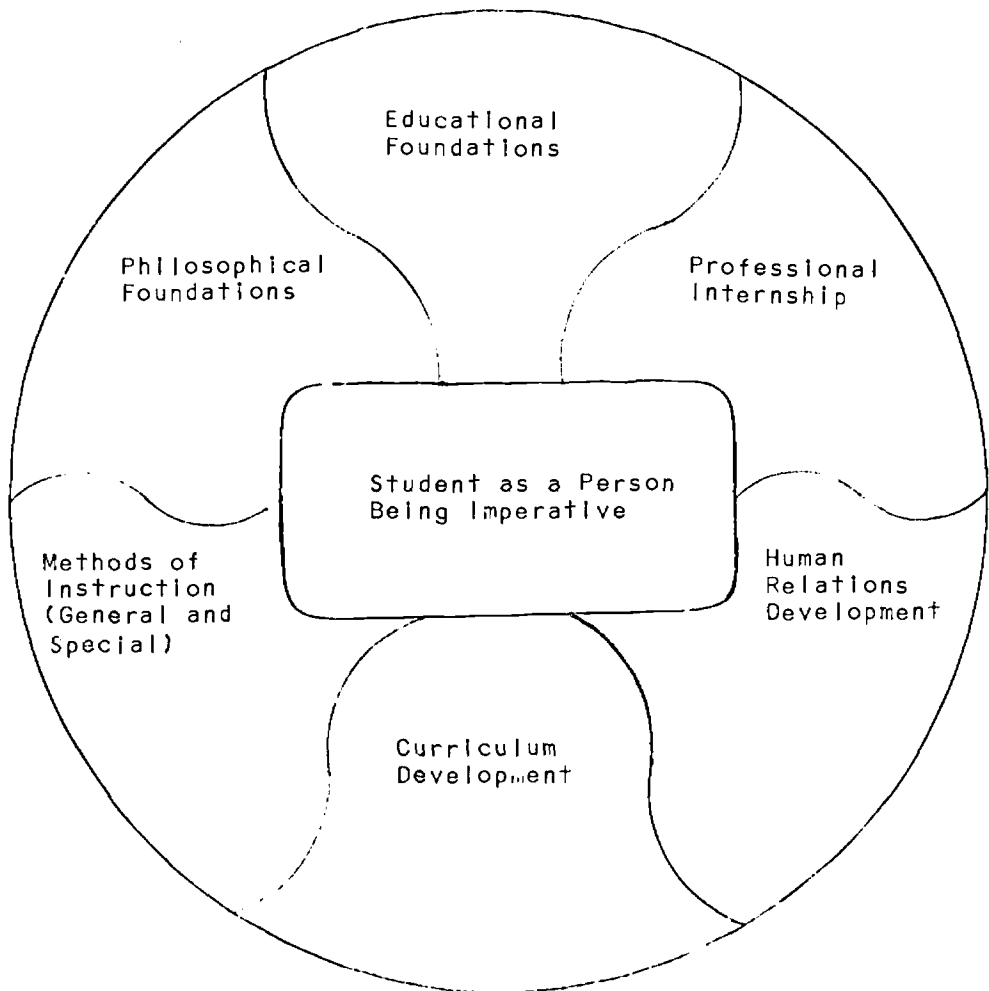 Educational
Foundations
Philosophical
Foundations
Professional
Internship
Student as a Person
Being Imperative
Methods of
Instruction
(General and
Special)
Human
Relations
Development
Curriculum
Development